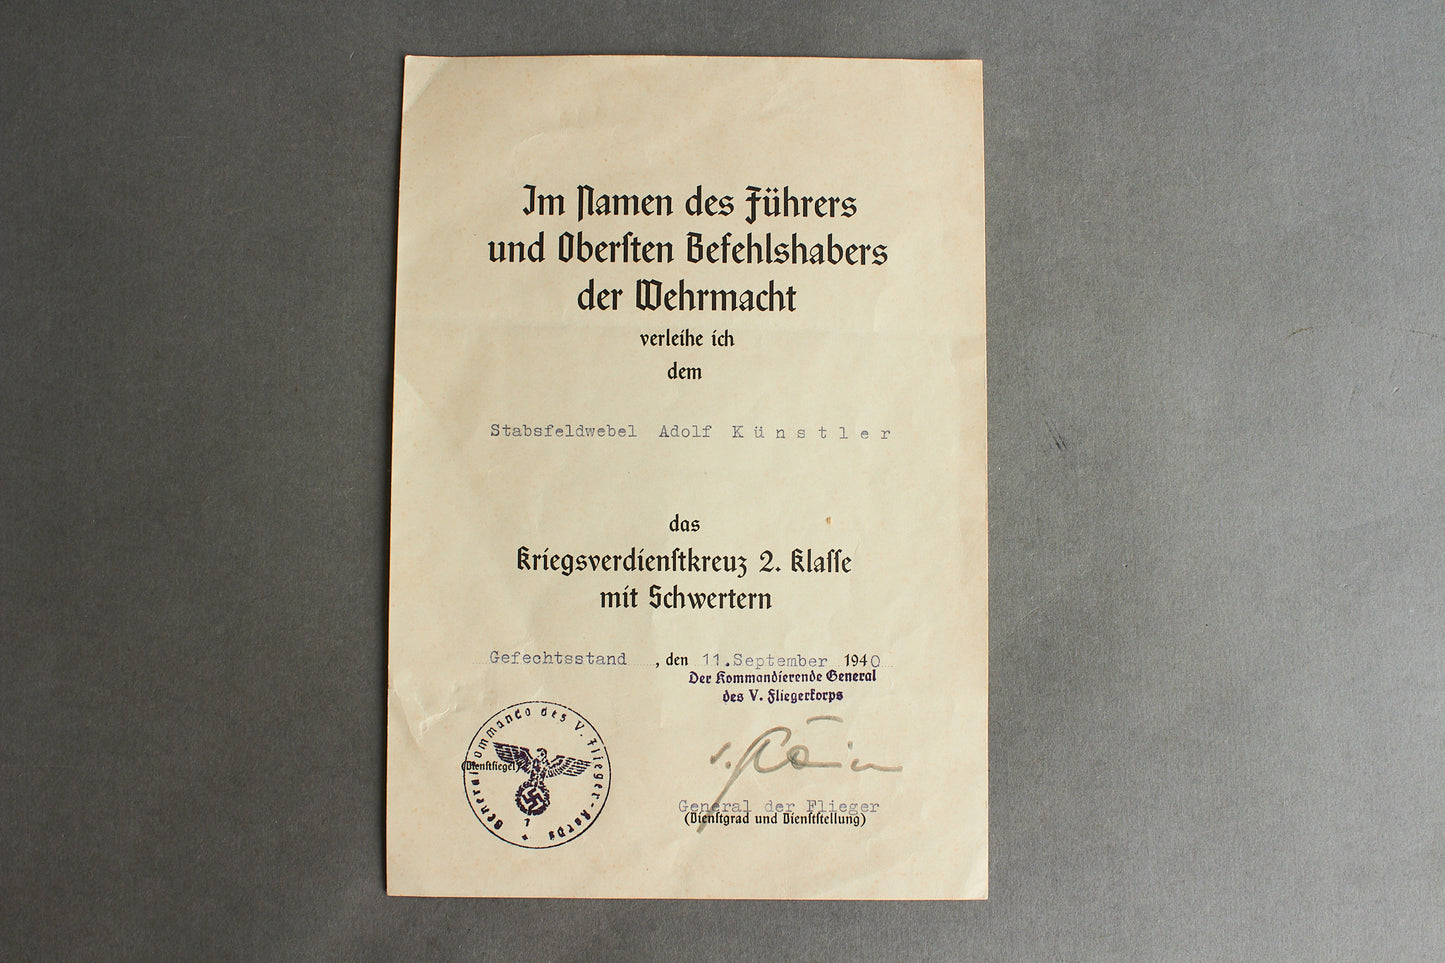 Im Namen des Führers
und Oberſten Befehlshabers
der Wehrmacht
verleihe ich
dem
Stabsfeldwebel Adolf K ü n s t l e r
das
Kriegsverdienſtkreuz 2. Klaſſe
mit Schwertern
Gefechtsstand , den 11.September 1940
Der Kommandierende General
des V. Fliegerkorps
Generalkommando des V. Flieger-Korps
(Dienſtſiegel)
General der Flieger
(Dienſtgrad und Dienſtſtellung)